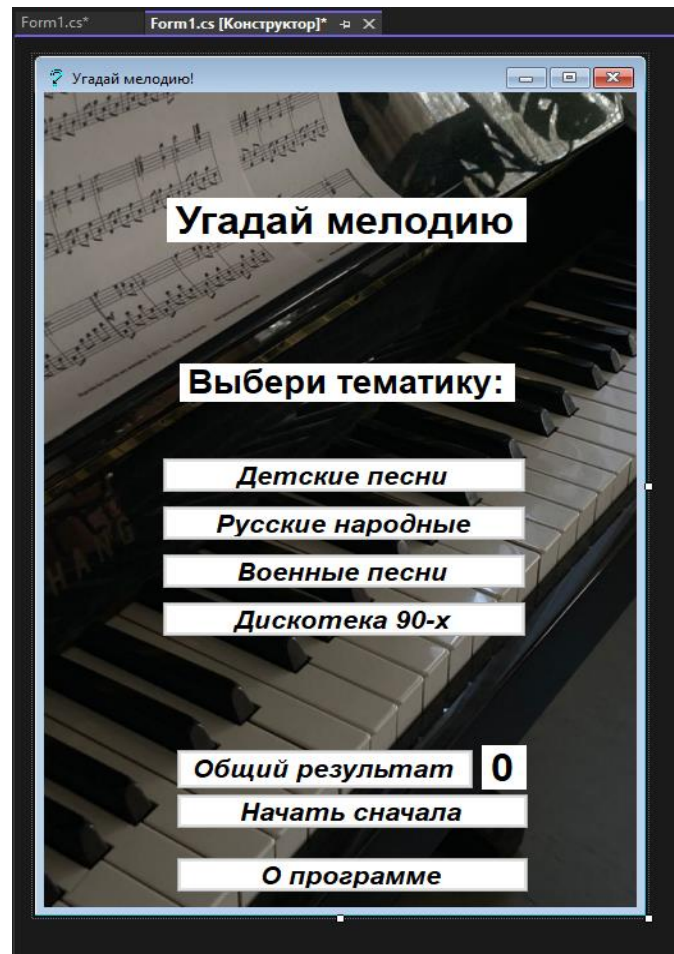 Form1.cs*
Form1.cs [Конструктор]*
Угадай мелодию!
Угадай мелодию
Выбери тематику:
Детские песни
Русские народные
Военные песни
Дискотека 90-х
Общий результат 0
Начать сначала
О программе